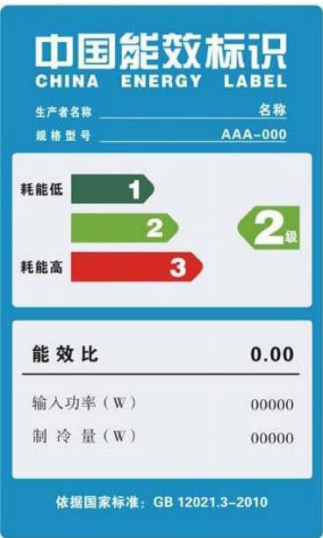 中国能效标识
CHINA ENERGY LABEL
生产者名称 名称
规格型号 AAA-000
耗能低 1
2 2级
耗能高 3
能效比 0.00
输入功率（W） 00000
制冷量（W） 00000
依据国家标准：GB 12021.3-2010